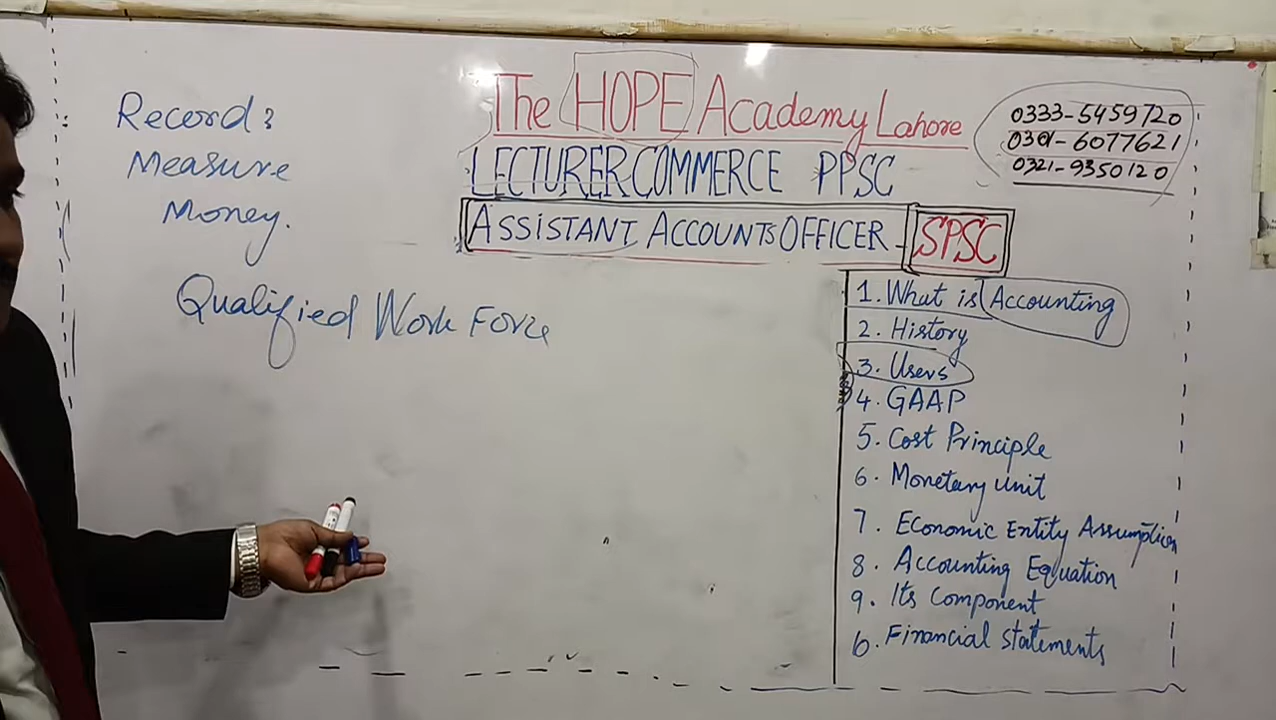 The HOPE Academy Lahore
LECTURER COMMERCE PPSC
ASSISTANT ACCOUNTS OFFICER - SPSC
0333-5459720
0301-6077621
0321-9350120
Record:
Measure
Money.
Qualified Work Force
1. What is Accounting
2. History
3. Users
4. GAAP
5. Cost Principle
6. Monetary unit
7. Economic Entity Assumption
8. Accounting Equation
9. Its Component
6. Financial Statements